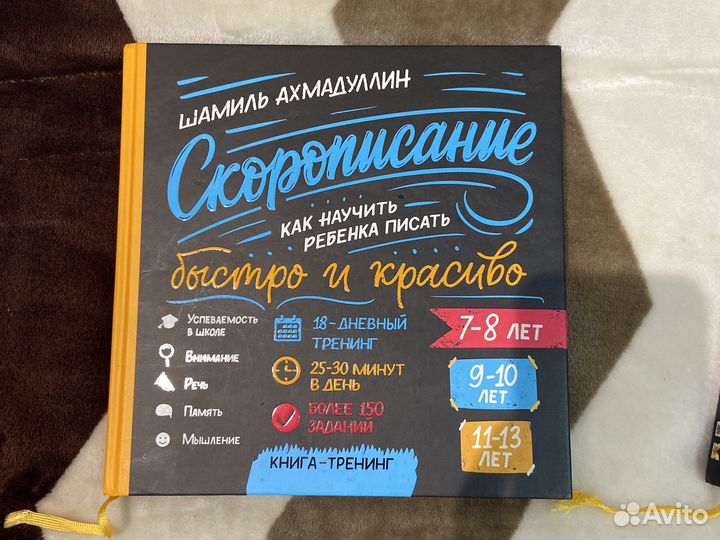 ШАМИЛЬ АХМАДУЛЛИН
Скорописание
КАК НАУЧИТЬ
РЕБЕНКА ПИСАТЬ
быстро и красиво
УСПЕВАЕМОСТЬ
В ШКОЛЕ
ВНИМАНИЕ
РЕЧЬ
ПАМЯТЬ
МЫШЛЕНИЕ
18-ДНЕВНЫЙ
ТРЕНИНГ
25-30 МИНУТ
В ДЕНЬ
БОЛЕЕ 150
ЗАДАНИЙ
7-8 ЛЕТ
9-10
ЛЕТ
11-13
ЛЕТ
КНИГА-ТРЕНИНГ
Avito